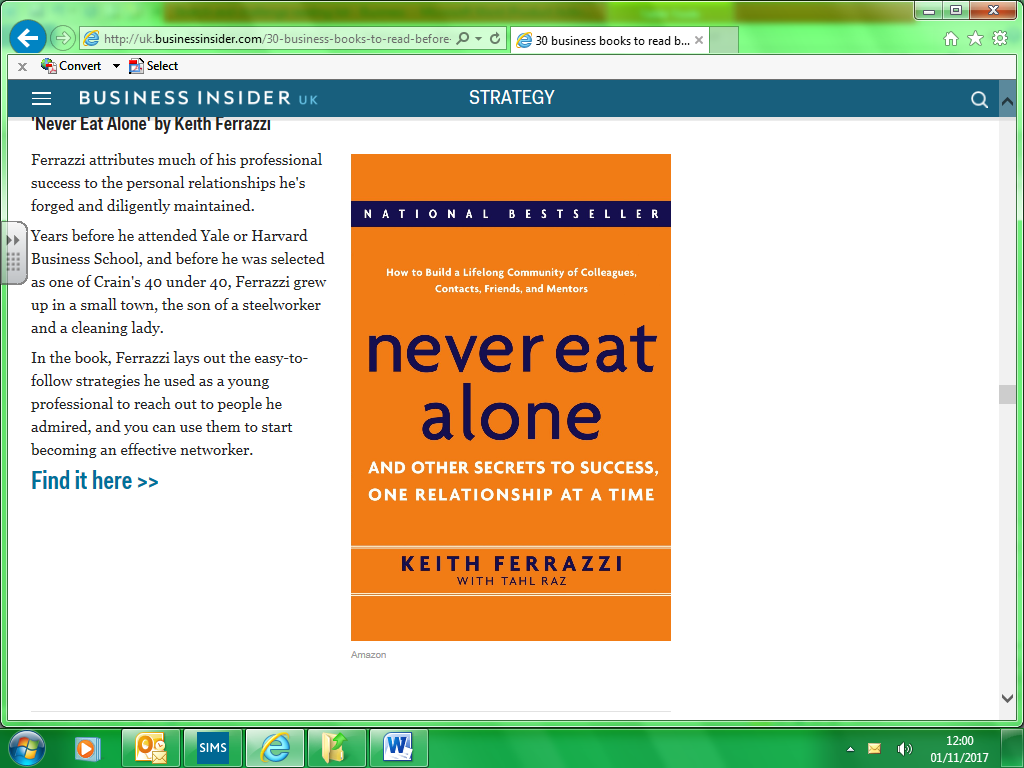 http://uk.businessinsider.com/30-business-books-to-read-before-
30 business books to read b...
Convert
Select
BUSINESS INSIDER UK
STRATEGY
'Never Eat Alone' by Keith Ferrazzi
Ferrazzi attributes much of his professional
success to the personal relationships he's
forged and diligently maintained.
Years before he attended Yale or Harvard
Business School, and before he was selected
as one of Crain's 40 under 40, Ferrazzi grew
up in a small town, the son of a steelworker
and a cleaning lady.
In the book, Ferrazzi lays out the easy-to-
follow strategies he used as a young
professional to reach out to people he
admired, and you can use them to start
becoming an effective networker.
Find it here >>
NATIONAL BESTSELLER
How to Build a Lifelong Community of Colleagues,
Contacts, Friends, and Mentors
never eat
alone
AND OTHER SECRETS TO SUCCESS,
ONE RELATIONSHIP AT A TIME
KEITH FERRAZZI
WITH TAHL RAZ
Amazon
SIMS
12:00
01/11/2017